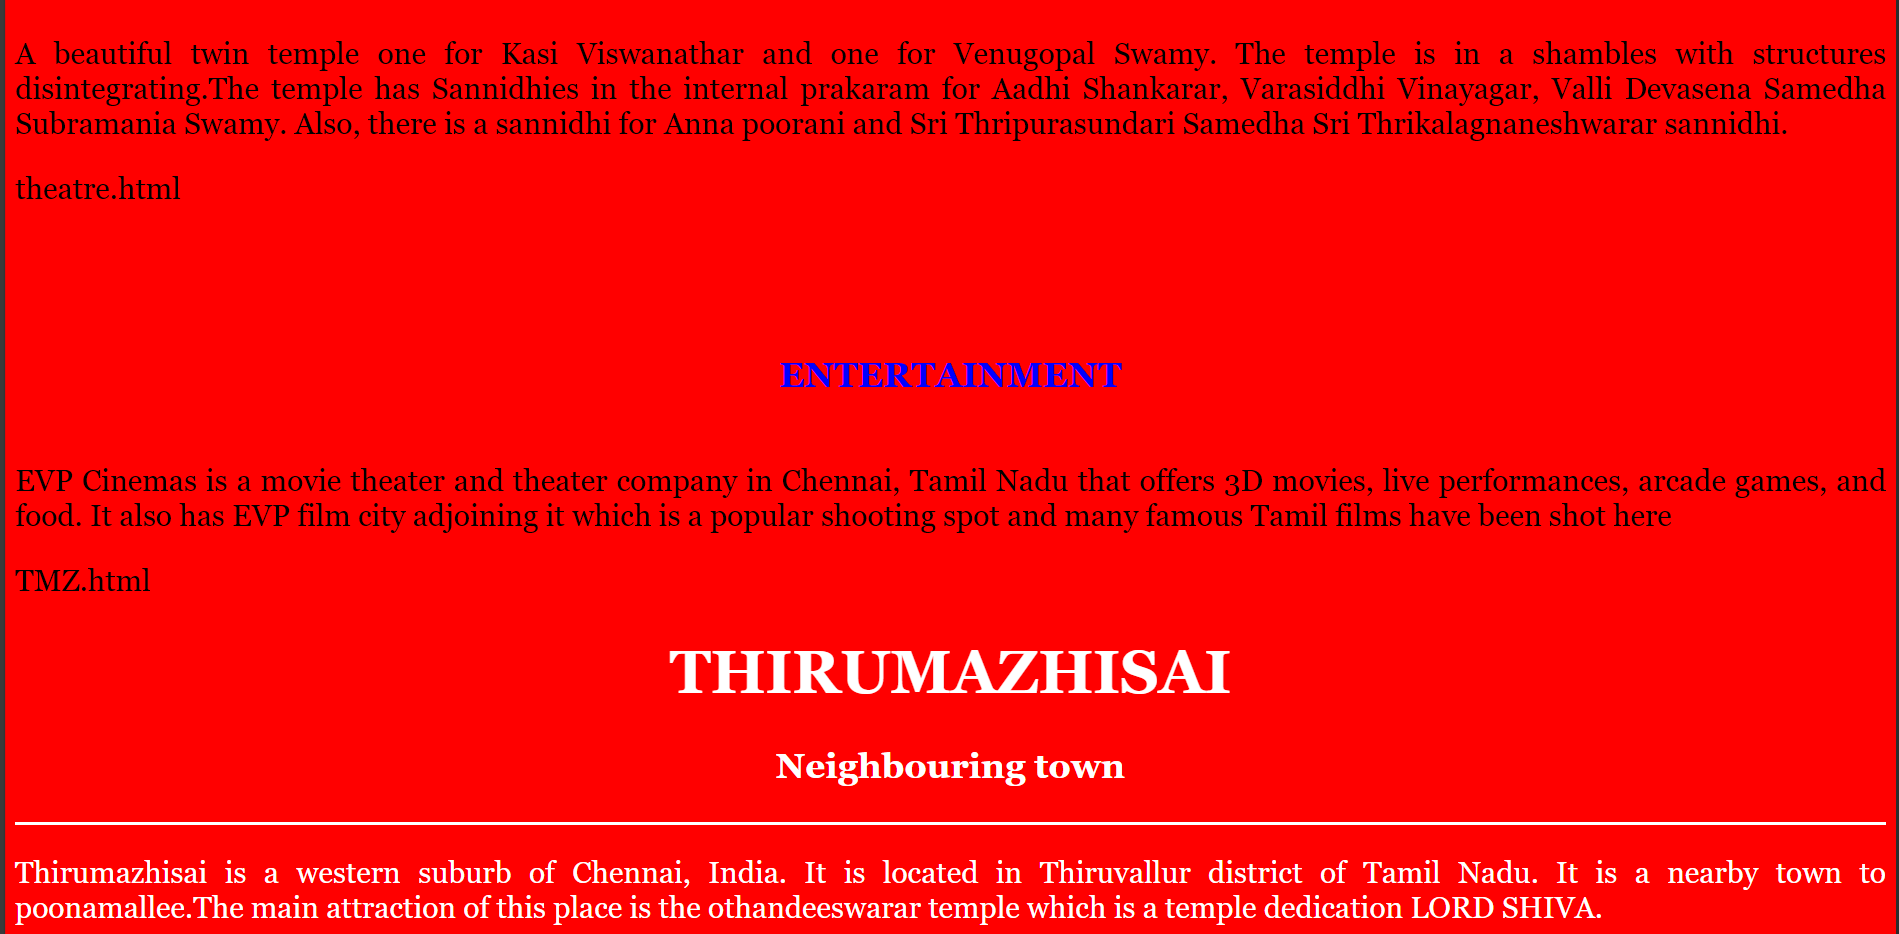 A beautiful twin temple one for Kasi Viswanathar and one for Venugopal Swamy. The temple is in a shambles with structures
disintegrating.The temple has Sannidhies in the internal prakaram for Aadhi Shankarar, Varasiddhi Vinayagar, Valli Devasena Samedha
Subramania Swamy. Also, there is a sannidhi for Anna poorani and Sri Thripurasundari Samedha Sri Thrikalagnaneshwarar sannidhi.
theatre.html
ENTERTAINMENT
EVP Cinemas is a movie theater and theater company in Chennai, Tamil Nadu that offers 3D movies, live performances, arcade games, and
food. It also has EVP film city adjoining it which is a popular shooting spot and many famous Tamil films have been shot here
TMZ.html
THIRUMAZHISAI
Neighbouring town
Thirumazhisai is a western suburb of Chennai, India. It is located in Thiruvallur district of Tamil Nadu. It is a nearby town to
poonamallee.The main attraction of this place is the othandeeswarar temple which is a temple dedication LORD SHIVA.